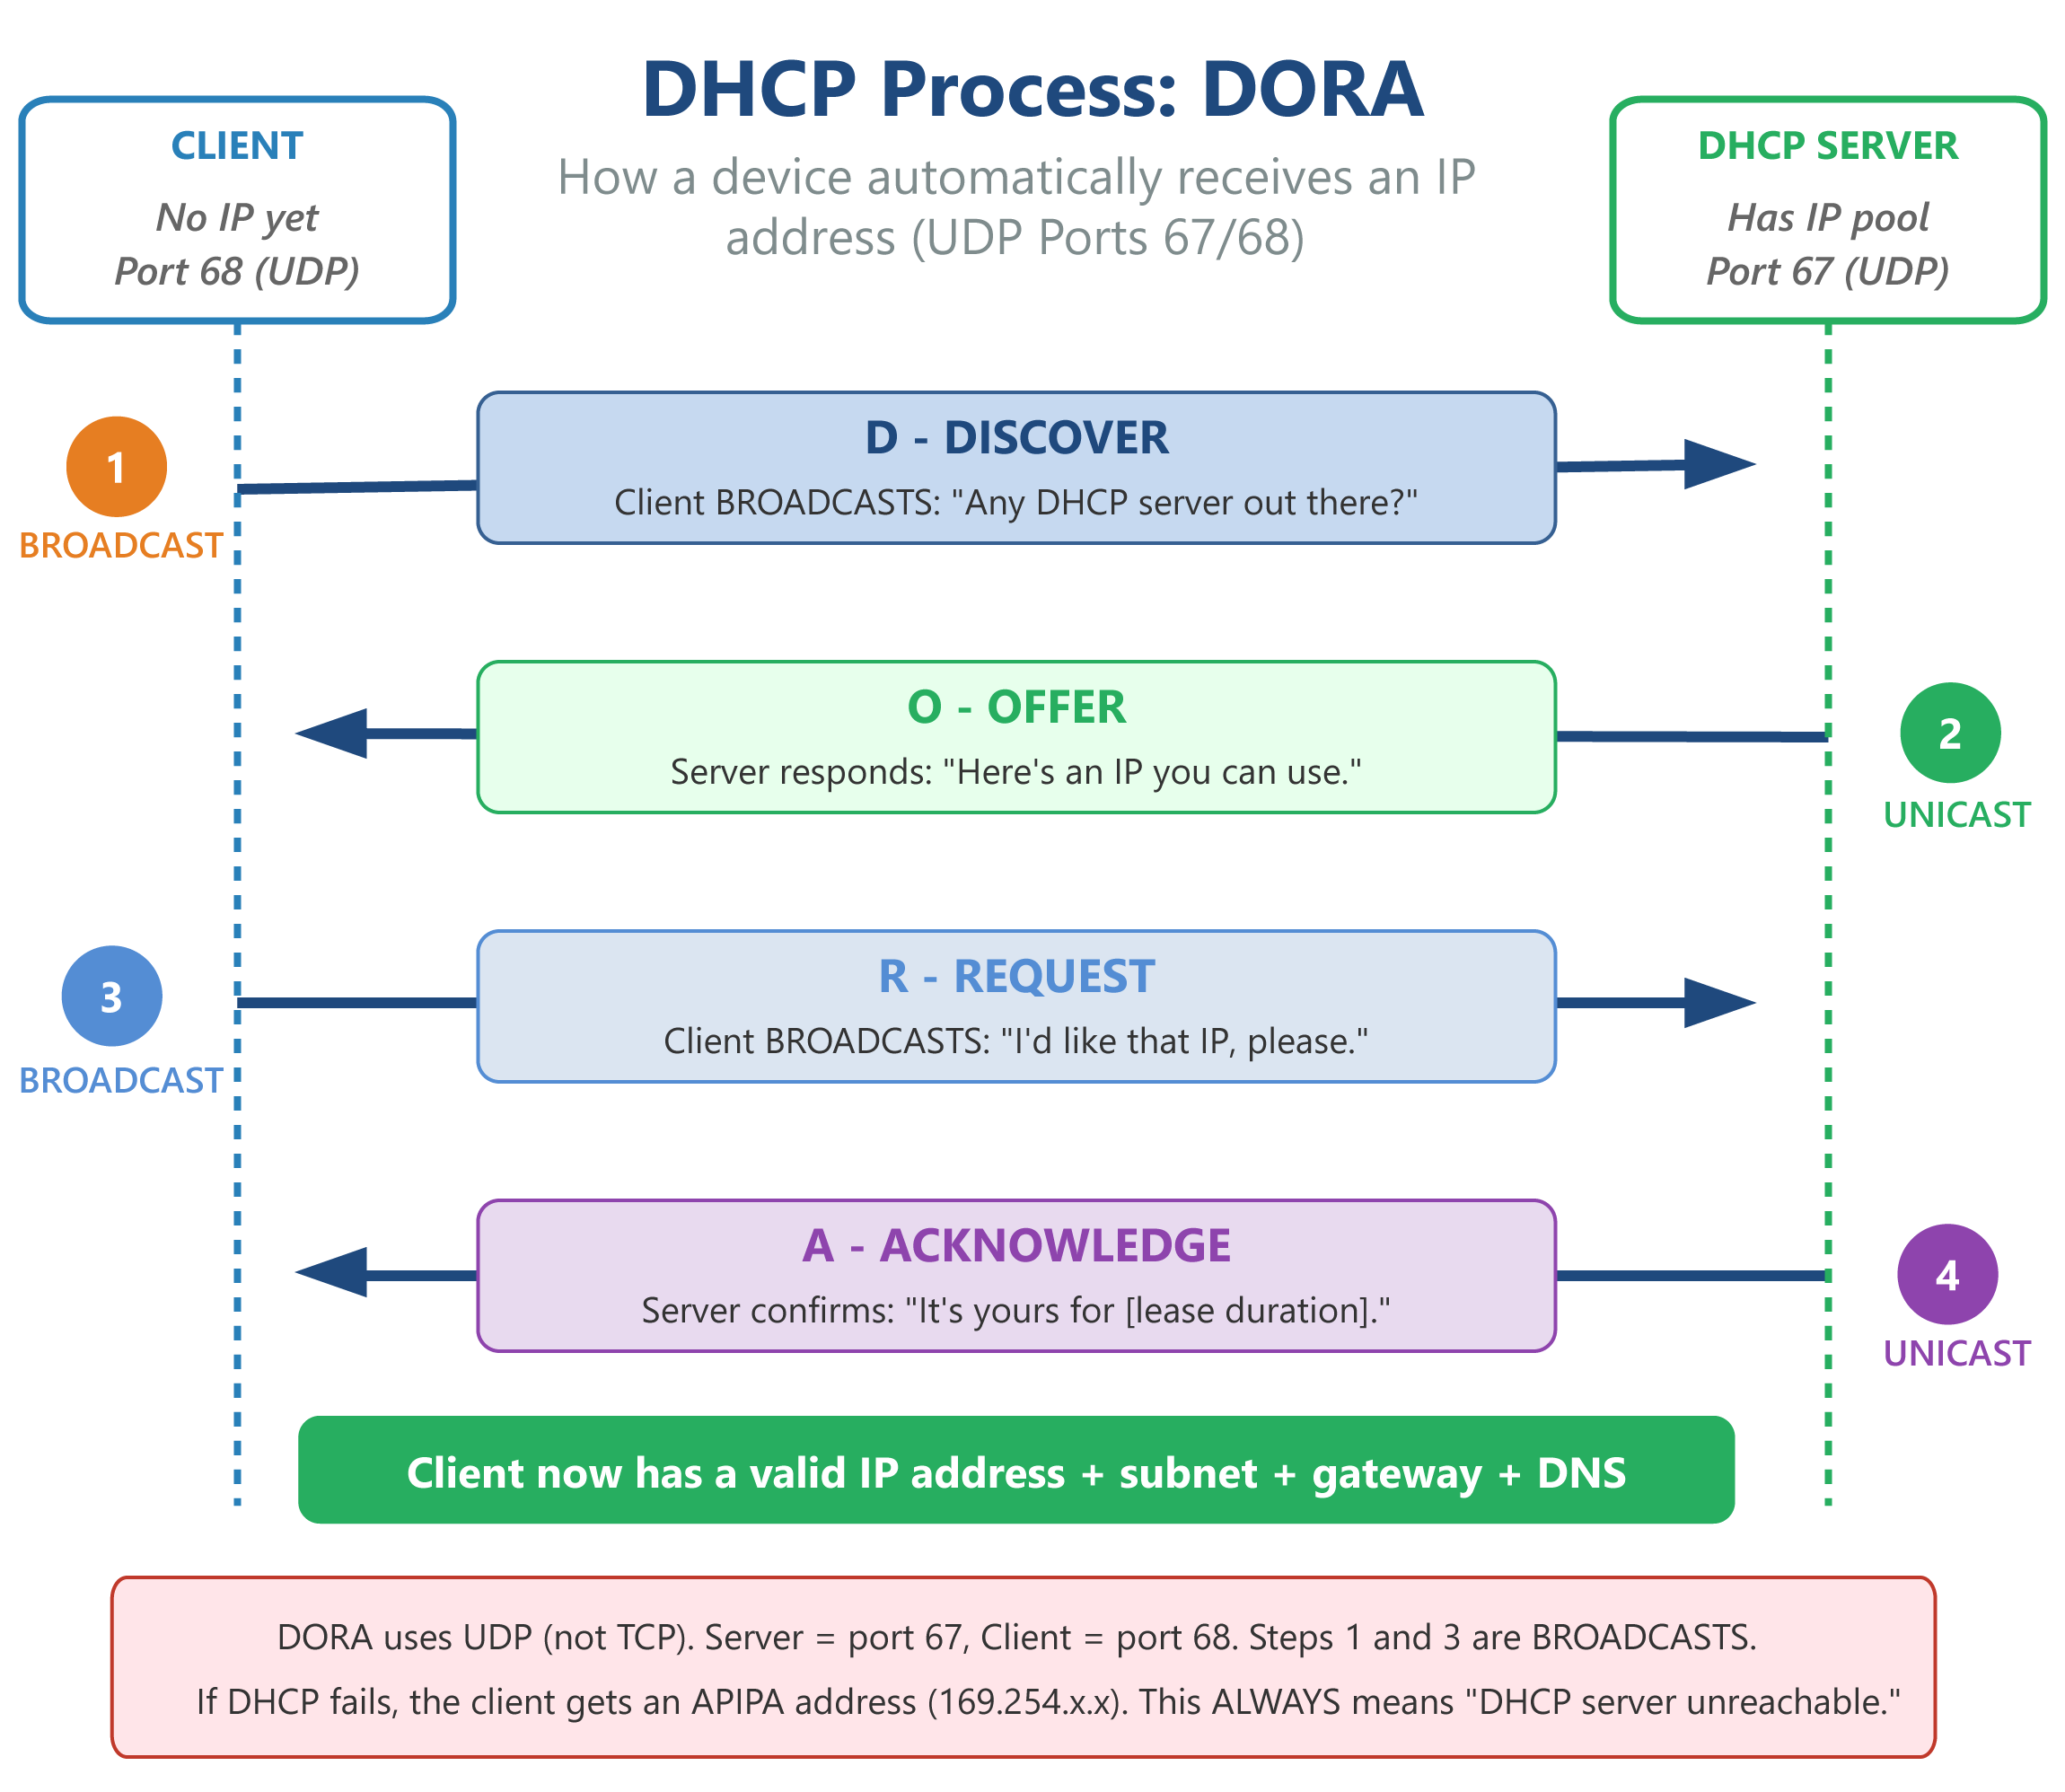 DHCP Process: DORA
How a device automatically receives an IP
address (UDP Ports 67/68)
CLIENT
No IP yet
Port 68 (UDP)
DHCP SERVER
Has IP pool
Port 67 (UDP)
1
BROADCAST
D - DISCOVER
Client BROADCASTS: "Any DHCP server out there?"
O - OFFER
Server responds: "Here's an IP you can use."
2
UNICAST
3
BROADCAST
R - REQUEST
Client BROADCASTS: "I'd like that IP, please."
A - ACKNOWLEDGE
Server confirms: "It's yours for [lease duration]."
4
UNICAST
Client now has a valid IP address + subnet + gateway + DNS
DORA uses UDP (not TCP). Server = port 67, Client = port 68. Steps 1 and 3 are BROADCASTS.
If DHCP fails, the client gets an APIPA address (169.254.x.x). This ALWAYS means "DHCP server unreachable."